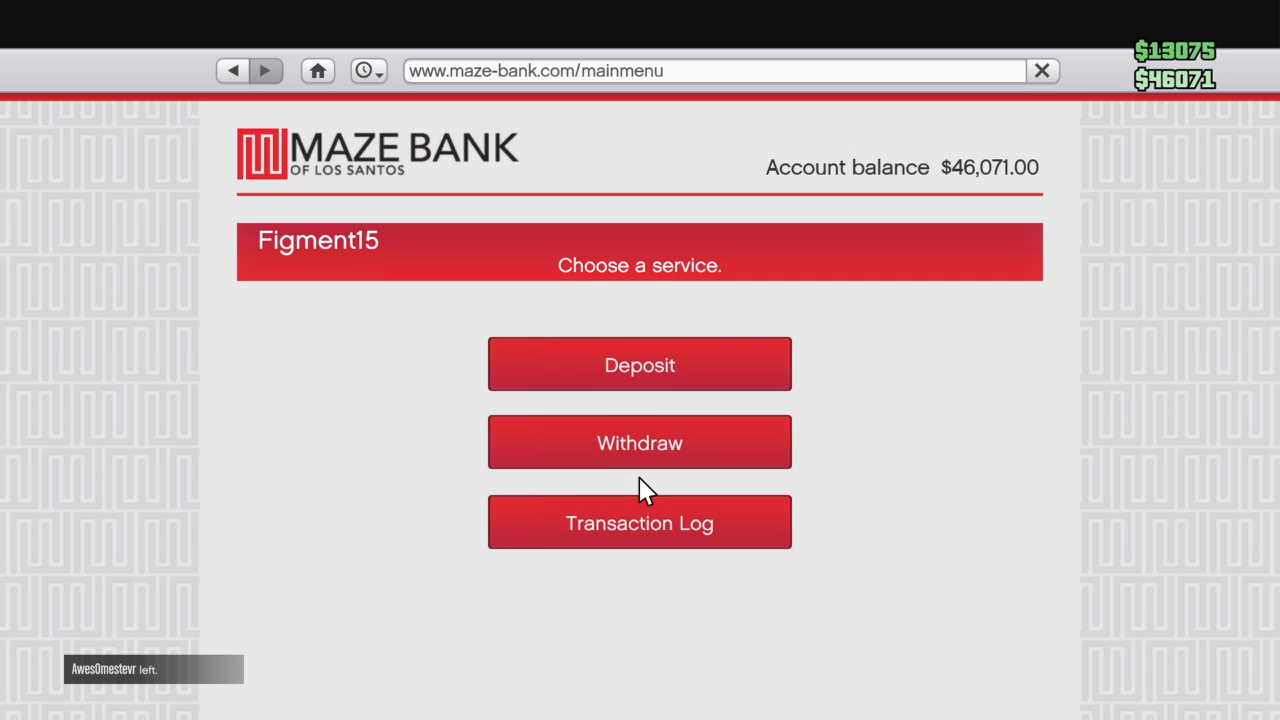 $13075
www.maze-bank.com/mainmenu
$46071
MAZE BANK
OF LOS SANTOS
Account balance $46,071.00
Figment15
Choose a service.
Deposit
Withdraw
Transaction Log
Awes0mestevr left.